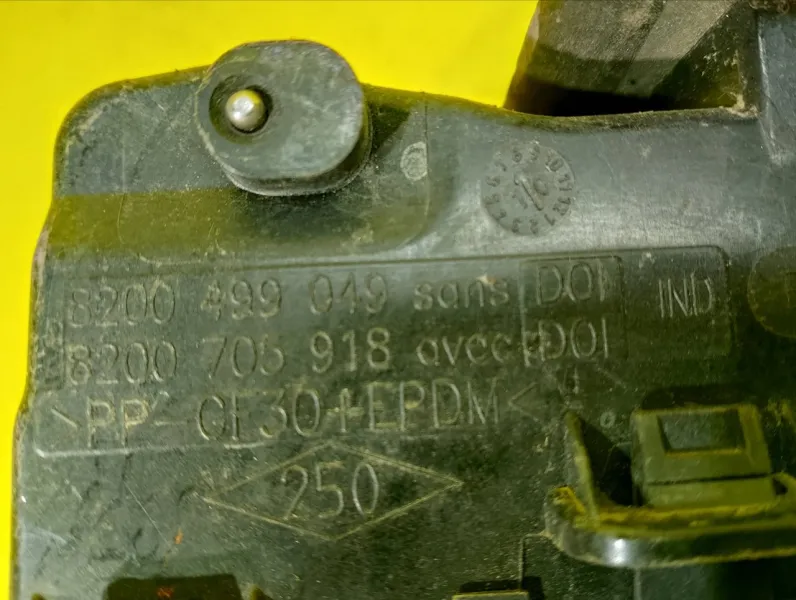 8200 499 049 sans DOI IND
8200 705 918 avec DOI
>PP-GF30+EPDM<
250